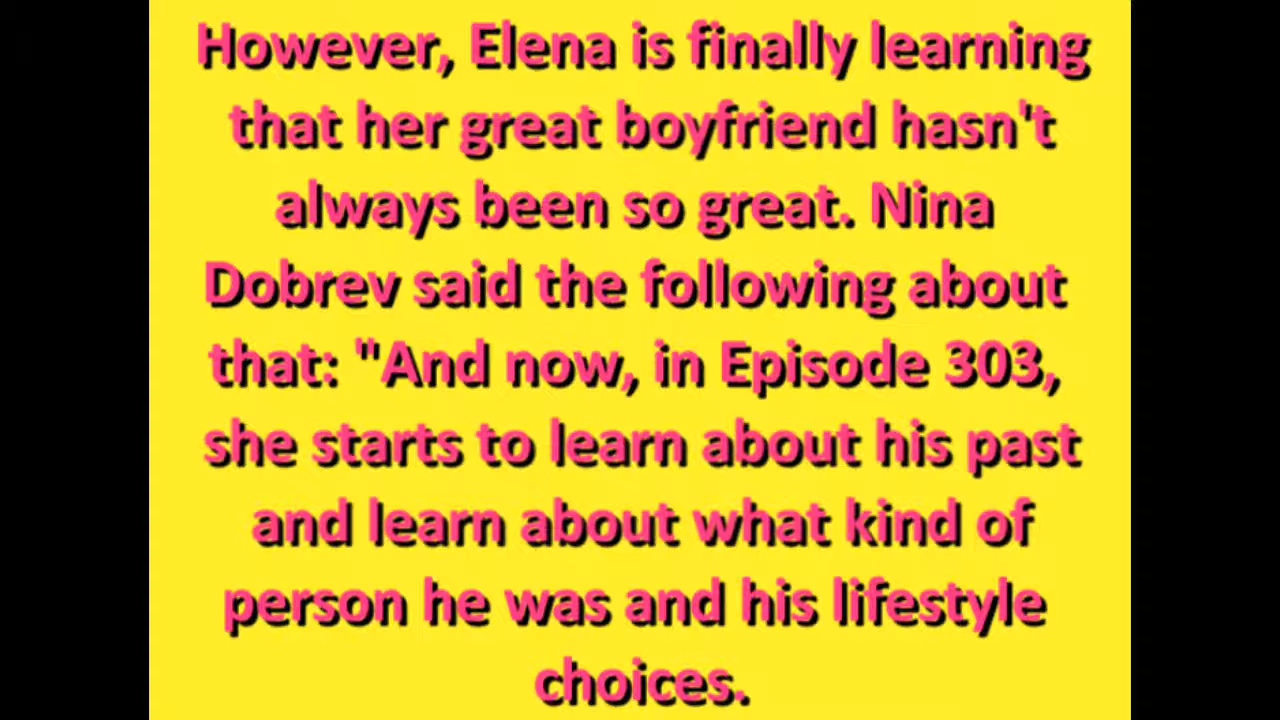 However, Elena is finally learning
that her great boyfriend hasn't
always been so great. Nina
Dobrev said the following about
that: "And now, in Episode 303,
she starts to learn about his past
and learn about what kind of
person he was and his lifestyle
choices.